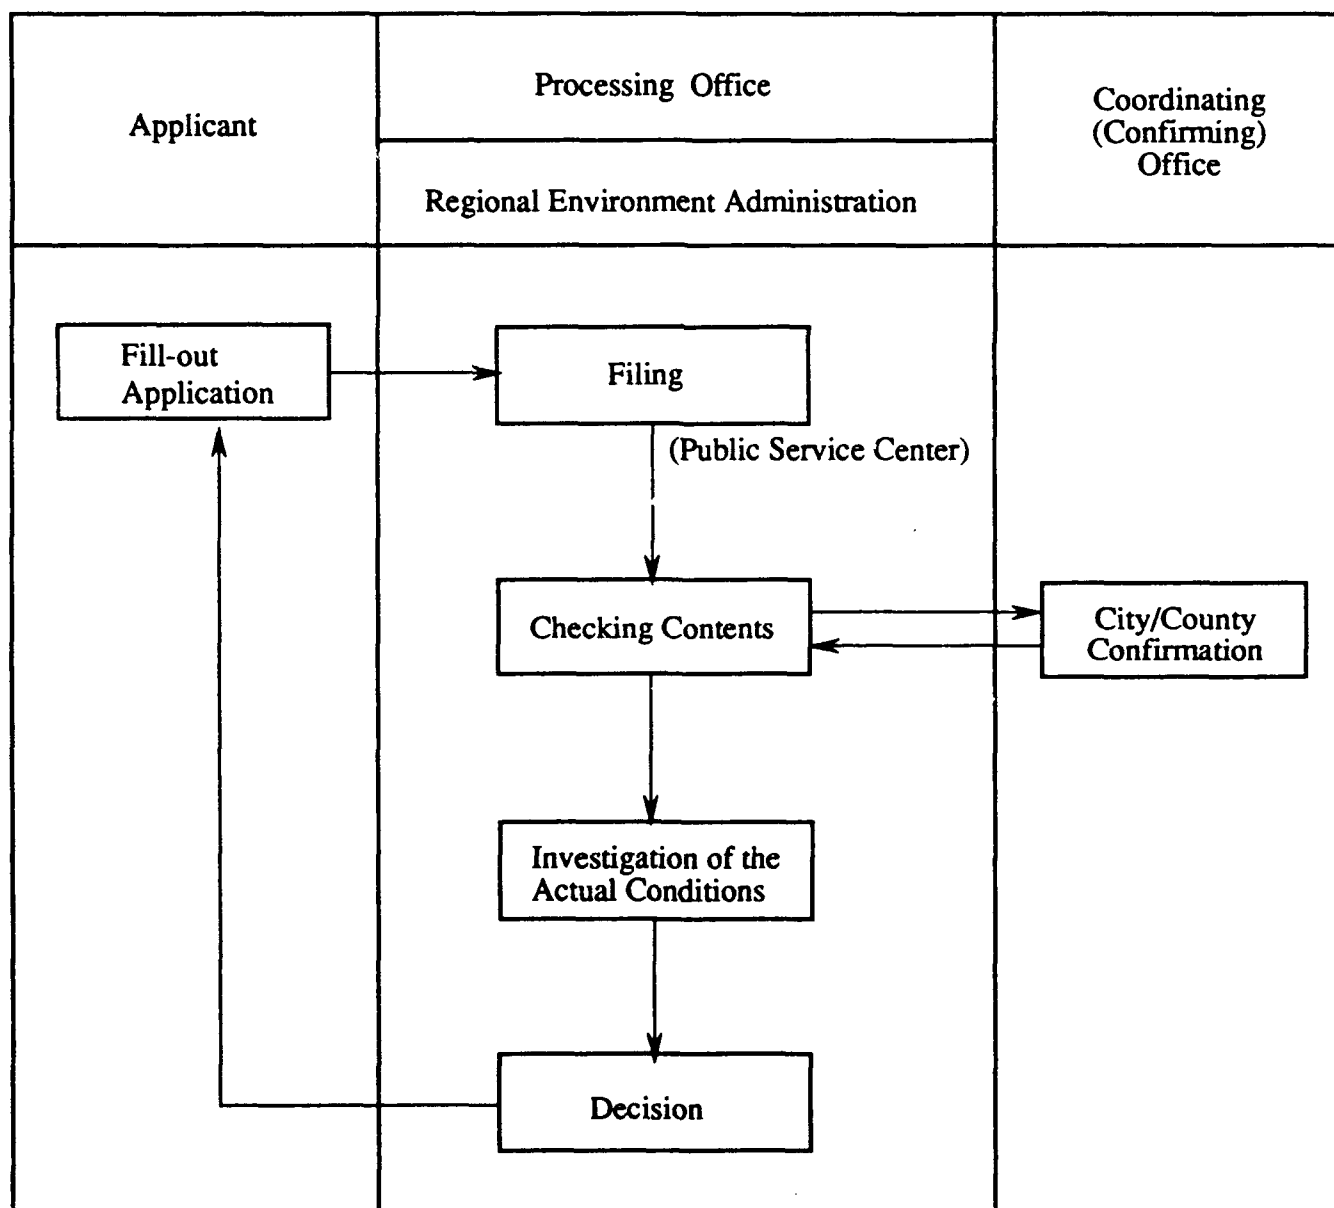 Applicant
Processing Office
Regional Environment Administration
Coordinating
(Confirming)
Office
Fill-out
Application
Filing
(Public Service Center)
Checking Contents
City/County
Confirmation
Investigation of the
Actual Conditions
Decision